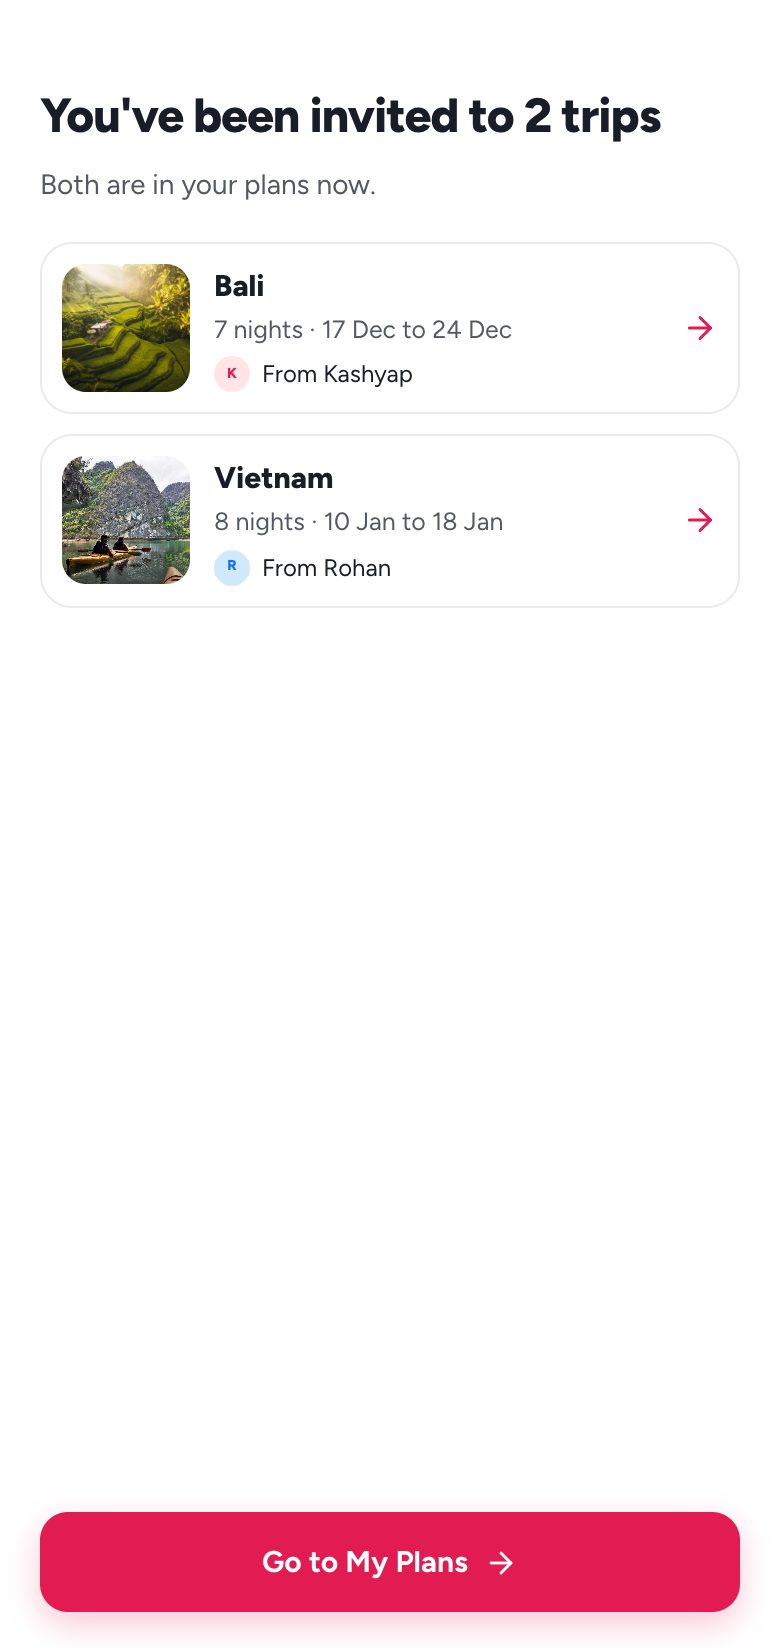 You've been invited to 2 trips
Both are in your plans now.
Bali
7 nights · 17 Dec to 24 Dec
K From Kashyap
Vietnam
8 nights · 10 Jan to 18 Jan
R From Rohan
Go to My Plans